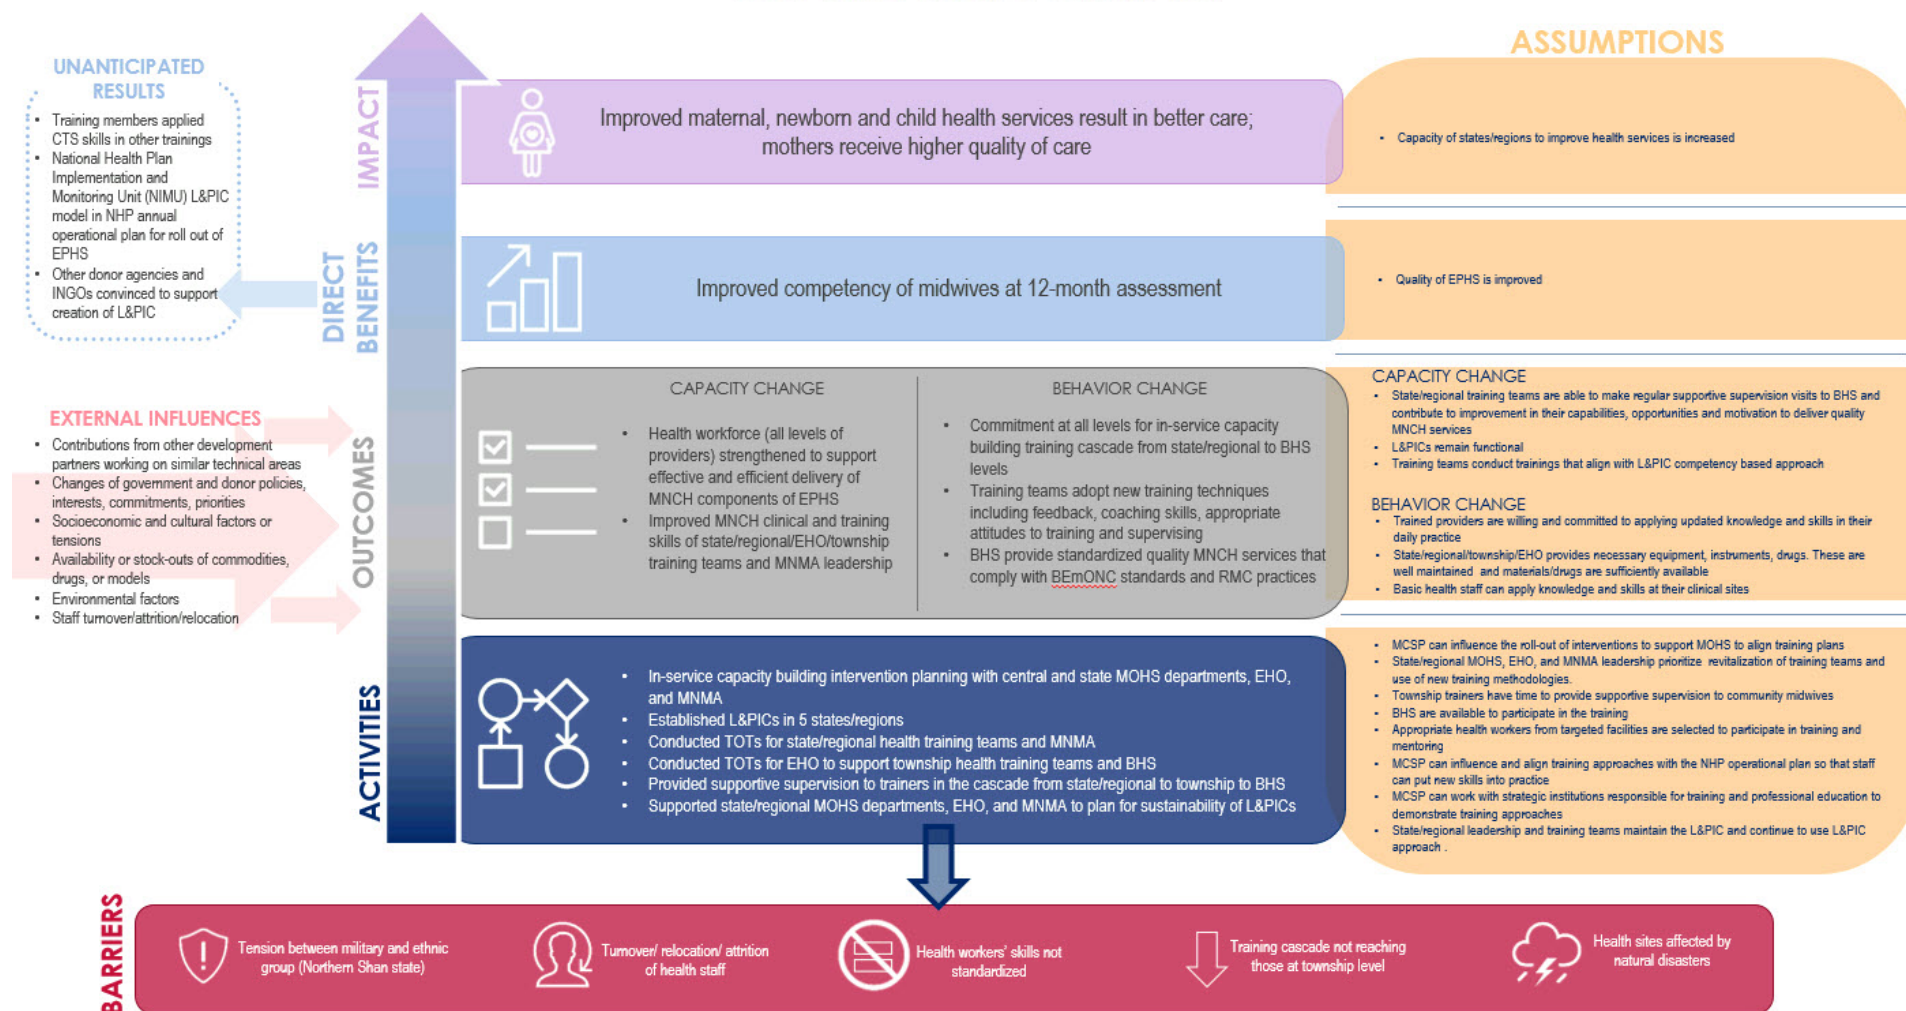 UNANTICIPATED
RESULTS
• Training members applied
CTS skills in other trainings
• National Health Plan
Implementation and
Monitoring Unit (NIMU) L&PIC
model in NHP annual
operational plan for roll out of
EPHS
• Other donor agencies and
INGOs convinced to support
creation of L&PIC
EXTERNAL INFLUENCES
• Contributions from other development
partners working on similar technical areas
• Changes of government and donor policies,
interests, commitments, priorities
• Socioeconomic and cultural factors or
tensions
• Availability or stock-outs of commodities,
drugs, or models
• Environmental factors
• Staff turnover/attrition/relocation
IMPACT
Improved maternal, newborn and child health services result in better care;
mothers receive higher quality of care
DIRECT
BENEFITS
Improved competency of midwives at 12-month assessment
OUTCOMES
CAPACITY CHANGE
• Health workforce (all levels of
providers) strengthened to support
effective and efficient delivery of
MNCH components of EPHS
• Improved MNCH clinical and training
skills of state/regional/EHO/township
training teams and MNMA leadership
BEHAVIOR CHANGE
• Commitment at all levels for in-service capacity
building training cascade from state/regional to BHS
levels
• Training teams adopt new training techniques
including feedback, coaching skills, appropriate
attitudes to training and supervising
• BHS provide standardized quality MNCH services that
comply with BEmONC standards and RMC practices
ACTIVITIES
• In-service capacity building intervention planning with central and state MOHS departments, EHO,
and MNMA
• Established L&PICs in 5 states/regions
• Conducted TOTs for state/regional health training teams and MNMA
• Conducted TOTs for EHO to support township health training teams and BHS
• Provided supportive supervision to trainers in the cascade from state/regional to township to BHS
• Supported state/regional MOHS departments, EHO, and MNMA to plan for sustainability of L&PICs
ASSUMPTIONS
• Capacity of states/regions to improve health services is increased
• Quality of EPHS is improved
CAPACITY CHANGE
• State/regional training teams are able to make regular supportive supervision visits to BHS and
contribute to improvement in their capabilities, opportunities and motivation to deliver quality
MNCH services
• L&PICs remain functional
• Training teams conduct trainings that align with L&PIC competency based approach
BEHAVIOR CHANGE
• Trained providers are willing and committed to applying updated knowledge and skills in their
daily practice
• State/regional/township/EHO provides necessary equipment, instruments, drugs. These are
well maintained and materials/drugs are sufficiently available
• Basic health staff can apply knowledge and skills at their clinical sites
• MCSP can influence the roll-out of interventions to support MOHS to align training plans
• State/regional MOHS, EHO, and MNMA leadership prioritize revitalization of training teams and
use of new training methodologies.
• Township trainers have time to provide supportive supervision to community midwives
• BHS are available to participate in the training
• Appropriate health workers from targeted facilities are selected to participate in training and
mentoring
• MCSP can influence and align training approaches with the NHP operational plan so that staff
can put new skills into practice
• MCSP can work with strategic institutions responsible for training and professional education to
demonstrate training approaches
• State/regional leadership and training teams maintain the L&PIC and continue to use L&PIC
approach .
BARRIERS
Tension between military and ethnic
group (Northern Shan state)
Turnover/ relocation/ attrition
of health staff
Health workers' skills not
standardized
Training cascade not reaching
those at township level
Health sites affected by
natural disasters